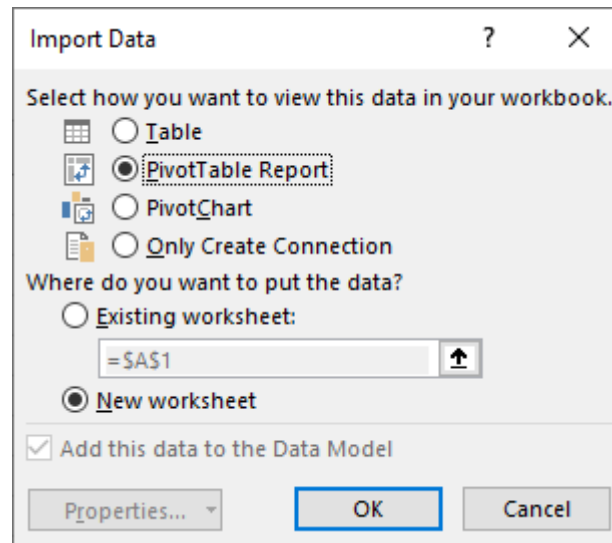 Import Data
?
Select how you want to view this data in your workbook.
Table
PivotTable Report
PivotChart
Only Create Connection
Where do you want to put the data?
Existing worksheet:
=$A$1
New worksheet
Add this data to the Data Model
Properties...
OK
Cancel